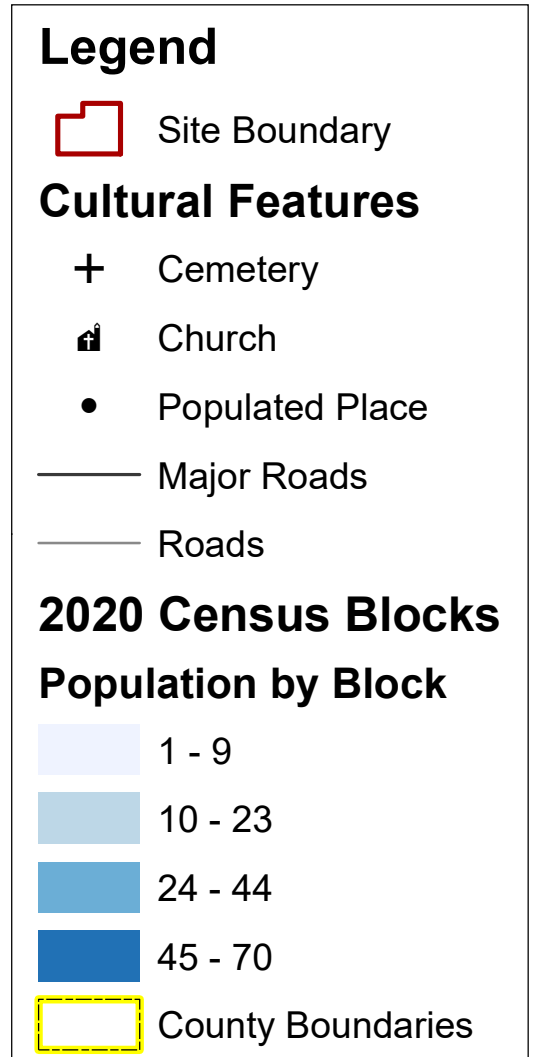 Legend
Site Boundary
Cultural Features
Cemetery
Church
Populated Place
Major Roads
Roads
2020 Census Blocks
Population by Block
1 - 9
10 - 23
24 - 44
45 - 70
County Boundaries